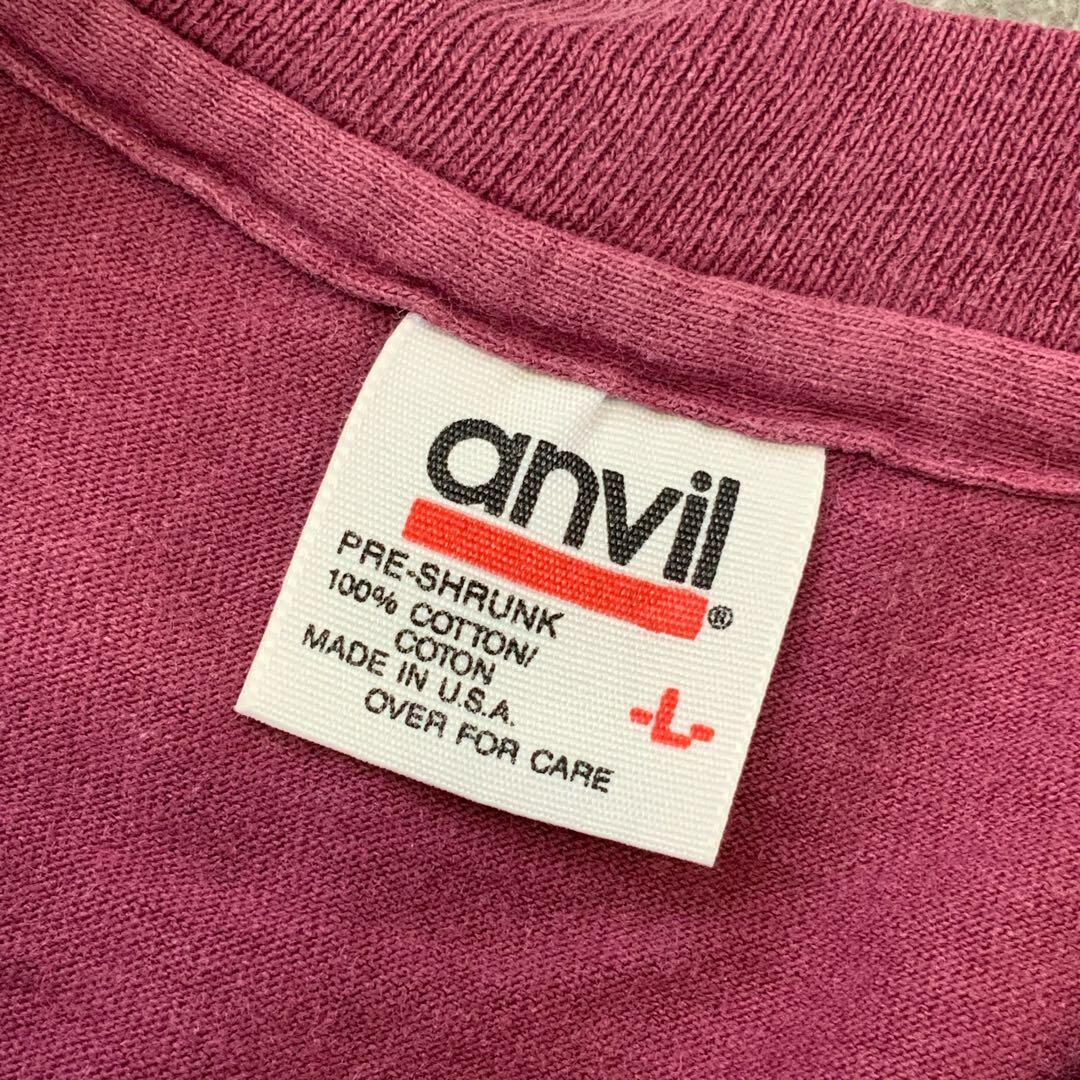 anvil®
PRE-SHRUNK
100% COTTON/
COTON
MADE IN U.S.A.
OVER FOR CARE
-L-